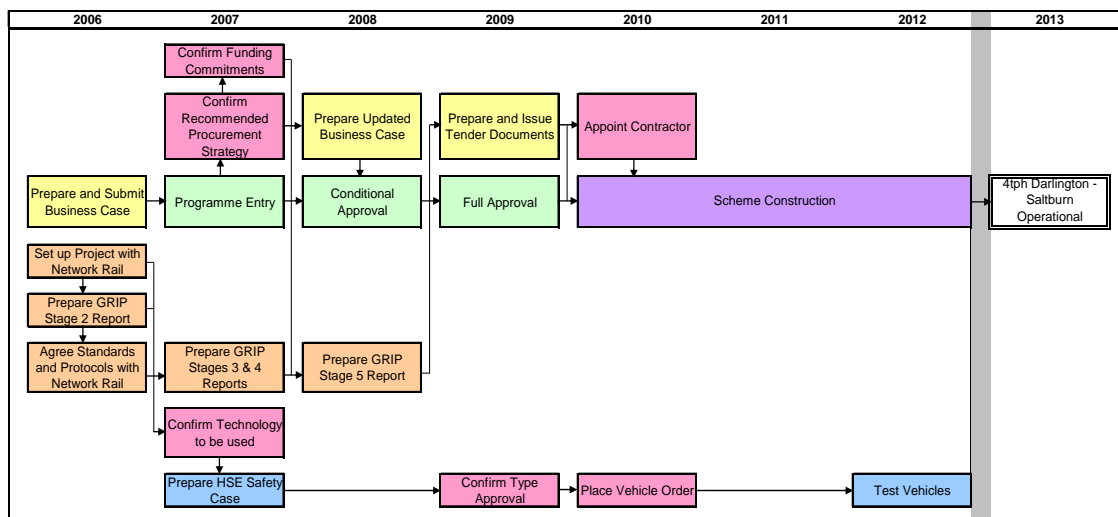 2006 2007 2008 2009 2010 2011 2012 2013
Confirm Funding
Commitments
Confirm
Recommended
Procurement
Strategy
Prepare Updated
Business Case
Prepare and Issue
Tender Documents
Appoint Contractor
Prepare and Submit
Business Case
Programme Entry
Conditional
Approval
Full Approval
Scheme Construction
4tph Darlington -
Saltburn
Operational
Set up Project with
Network Rail
Prepare GRIP
Stage 2 Report
Agree Standards
and Protocols with
Network Rail
Prepare GRIP
Stages 3 & 4
Reports
Prepare GRIP
Stage 5 Report
Confirm Technology
to be used
Prepare HSE Safety
Case
Confirm Type
Approval
Place Vehicle Order
Test Vehicles